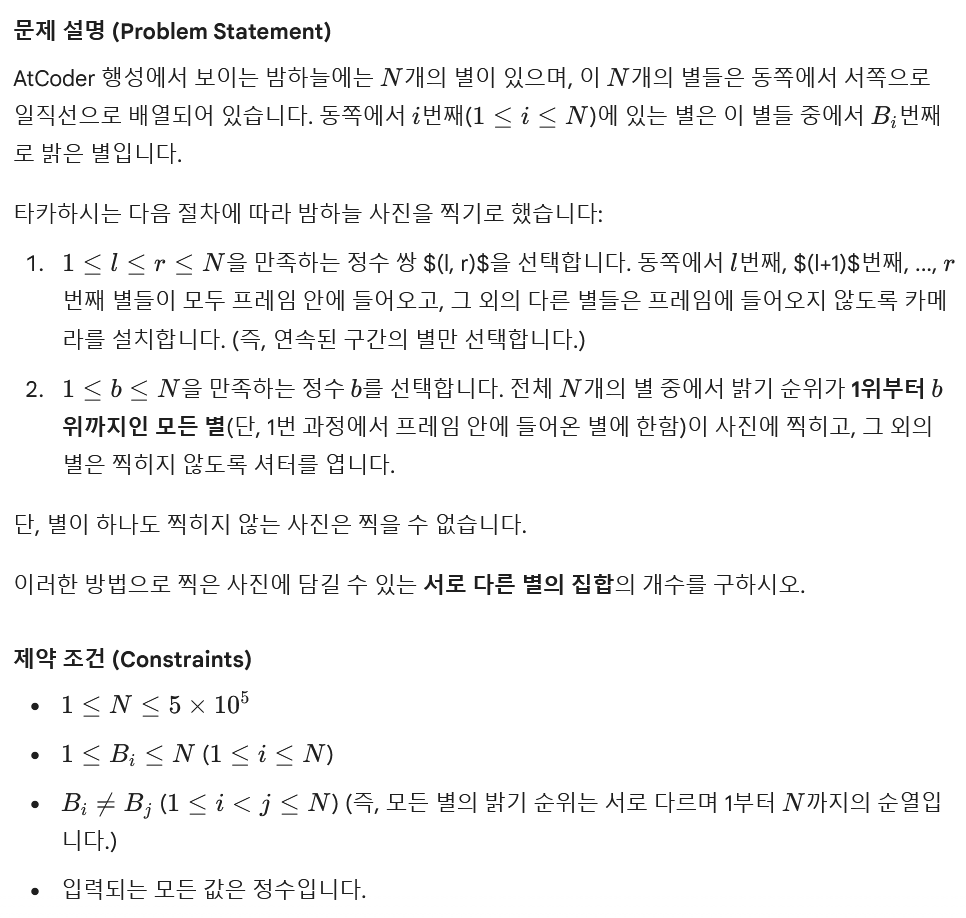 문제 설명 (Problem Statement)
AtCoder 행성에서 보이는 밤하늘에는 N개의 별이 있으며, 이 N개의 별들은 동쪽에서 서쪽으로
일직선으로 배열되어 있습니다. 동쪽에서 i번째(1 ≤ i ≤ N)에 있는 별은 이 별들 중에서 B_i번째
로 밝은 별입니다.
타카하시는 다음 절차에 따라 밤하늘 사진을 찍기로 했습니다:
1. 1 ≤ l ≤ r ≤ N을 만족하는 정수 쌍 $(l, r)$을 선택합니다. 동쪽에서 l번째, $(l+1)$번째, ..., r
번째 별들이 모두 프레임 안에 들어오고, 그 외의 다른 별들은 프레임에 들어오지 않도록 카메
라를 설치합니다. (즉, 연속된 구간의 별만 선택합니다.)
2. 1 ≤ b ≤ N을 만족하는 정수 b를 선택합니다. 전체 N개의 별 중에서 밝기 순위가 1위부터 b
위까지인 모든 별(단, 1번 과정에서 프레임 안에 들어온 별에 한함)이 사진에 찍히고, 그 외의
별은 찍히지 않도록 셔터를 엽니다.
단, 별이 하나도 찍히지 않는 사진은 찍을 수 없습니다.
이러한 방법으로 찍은 사진에 담길 수 있는 서로 다른 별의 집합의 개수를 구하시오.
제약 조건 (Constraints)
• 1 ≤ N ≤ 5 × 10^5
• 1 ≤ B_i ≤ N (1 ≤ i ≤ N)
• B_i ≠ B_j (1 ≤ i < j ≤ N) (즉, 모든 별의 밝기 순위는 서로 다르며 1부터 N까지의 순열입
니다.)
• 입력되는 모든 값은 정수입니다.